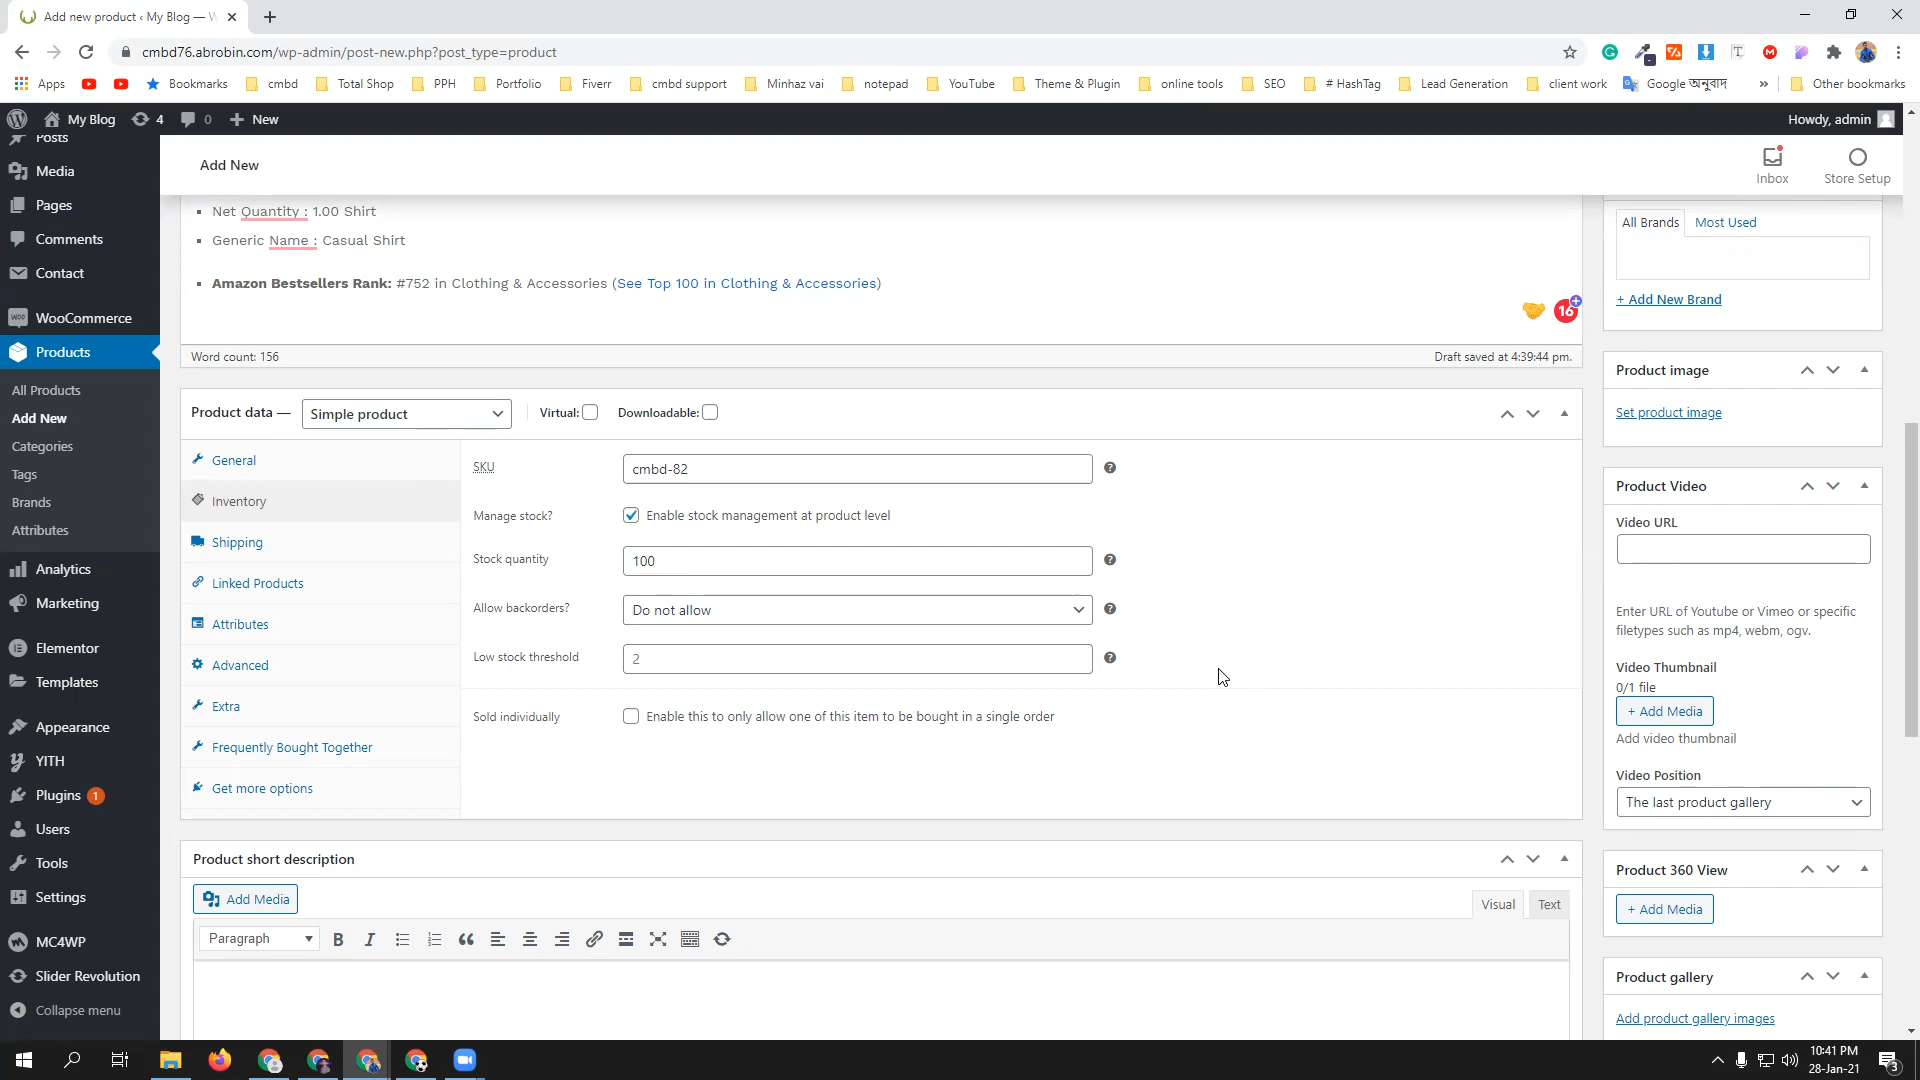 Add new product ‹ My Blog — W
cmbd76.abrobin.com/wp-admin/post-new.php?post_type=product
Apps
Bookmarks
cmbd
Total Shop
PPH
Portfolio
Fiverr
cmbd support
Minhaz vai
notepad
YouTube
Theme & Plugin
online tools
SEO
# HashTag
Lead Generation
client work
Google অনুবাদ
»
Other bookmarks
My Blog
4
0
New
Howdy, admin
Posts
Media
Pages
Comments
Contact
WooCommerce
Products
All Products
Add New
Categories
Tags
Brands
Attributes
Analytics
Marketing
Elementor
Templates
Appearance
YITH
Plugins 1
Users
Tools
Settings
MC4WP
Slider Revolution
Collapse menu
Add New
Inbox
Store Setup
Net Quantity : 1.00 Shirt
Generic Name : Casual Shirt
Amazon Bestsellers Rank: #752 in Clothing & Accessories (See Top 100 in Clothing & Accessories)
16
Word count: 156
Draft saved at 4:39:44 pm.
Product data —
Simple product
Virtual:
Downloadable:
General
Inventory
Shipping
Linked Products
Attributes
Advanced
Extra
Frequently Bought Together
Get more options
SKU
cmbd-82
Manage stock?
Enable stock management at product level
Stock quantity
100
Allow backorders?
Do not allow
Low stock threshold
2
Sold individually
Enable this to only allow one of this item to be bought in a single order
Product short description
Add Media
Visual
Text
Paragraph
All Brands
Most Used
+ Add New Brand
Product image
Set product image
Product Video
Video URL
Enter URL of Youtube or Vimeo or specific
filetypes such as mp4, webm, ogv.
Video Thumbnail
0/1 file
+ Add Media
Add video thumbnail
Video Position
The last product gallery
Product 360 View
+ Add Media
Product gallery
Add product gallery images
10:41 PM
28-Jan-21
3